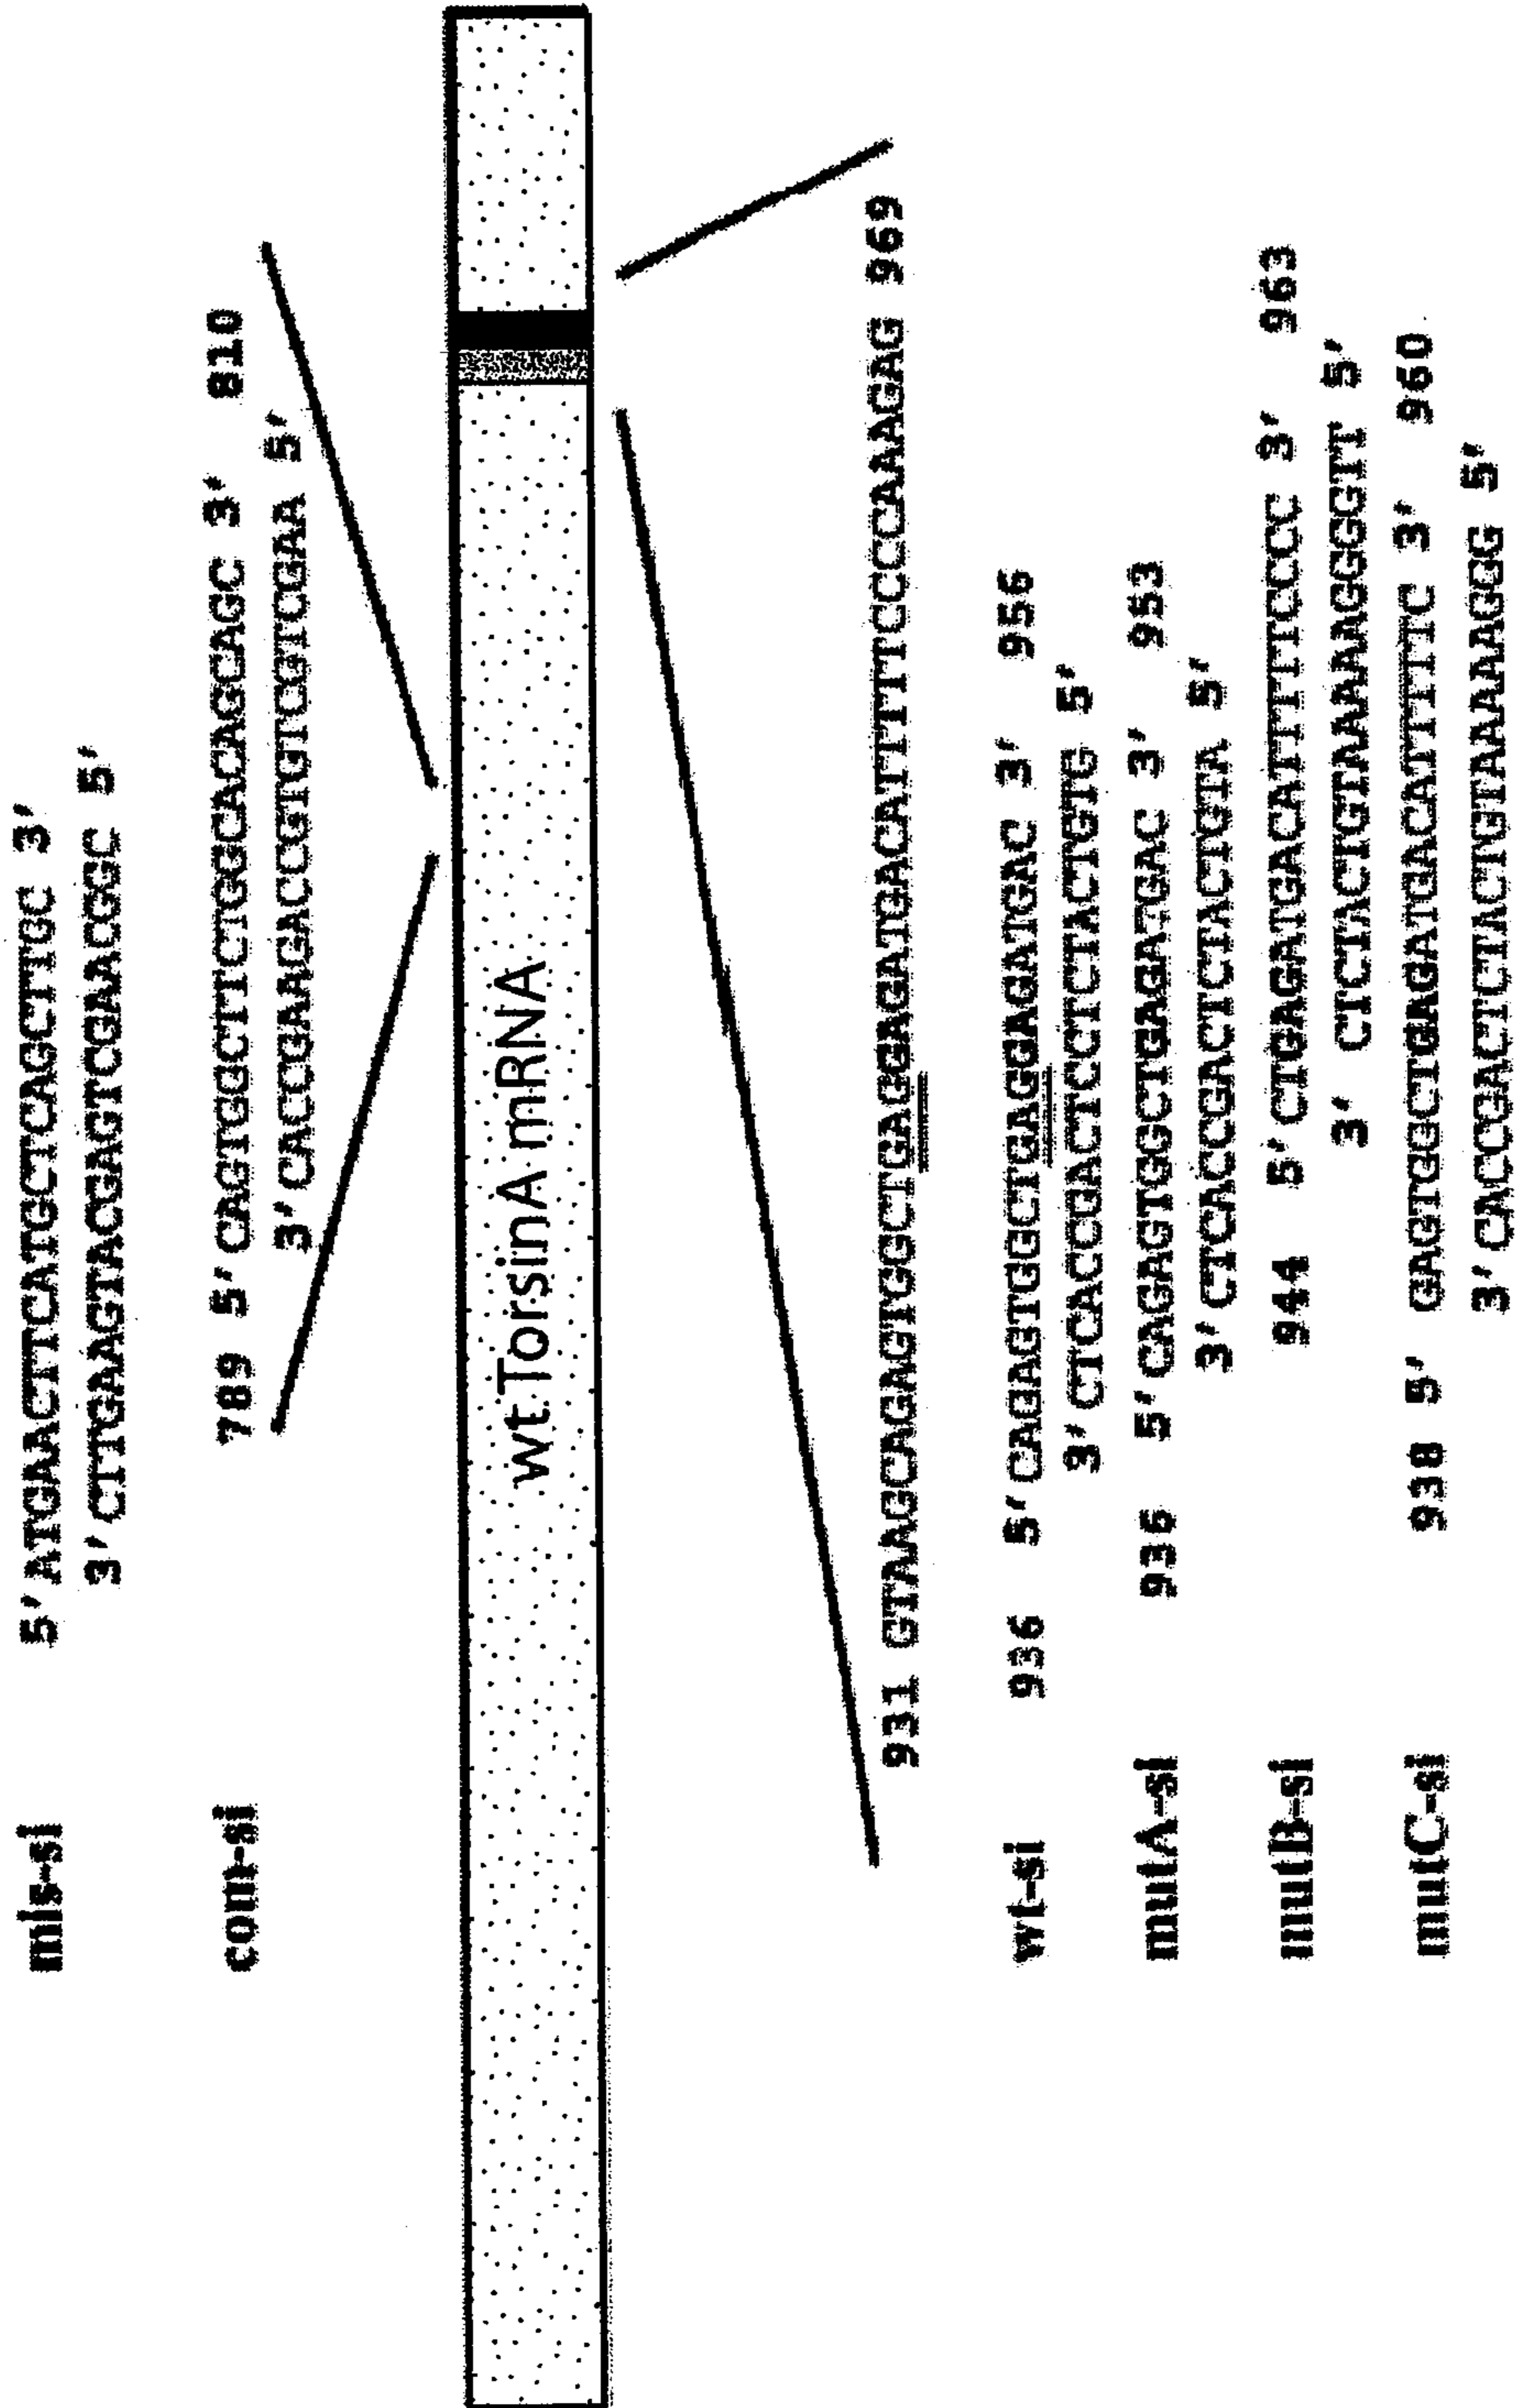 mis-si 5'ATGAACTTCATGCTCAGCTTGC 3'
3'CTTGAAGTACGAGTCGAACGGC 5'
com-si 789 5'CAGTGGCTTCTGGCACAGCAGC 3' 810
3'CACCGAAGACCGTGTCGTCGAA 5'
wtTorsinA mRNA
931 GTAAGCAGAGTGGCTGAGGAGATGACATTTTTCCCCAAAGAG 969
wt-si 936 5'CAGAGTGGCTGAGGAGATGAC 3' 956
3'CTCACCGACTCCTCTACTGTG 5'
mutA-si 936 5'CAGAGTGGCTGAGATGAC 3' 953
3'CTCACCGACTCTACTGTA 5'
mutB-si 944 5'CTGAGATGACATTTTTCCCC 3' 963
3' CTCTACTGTAAAAAGGGGTT 5'
mutC-si 938 5' GAGTGGCTGAGATGACATTTTTC 3' 960
3'CACCGACTCTACTGTAAAAAGGG 5'